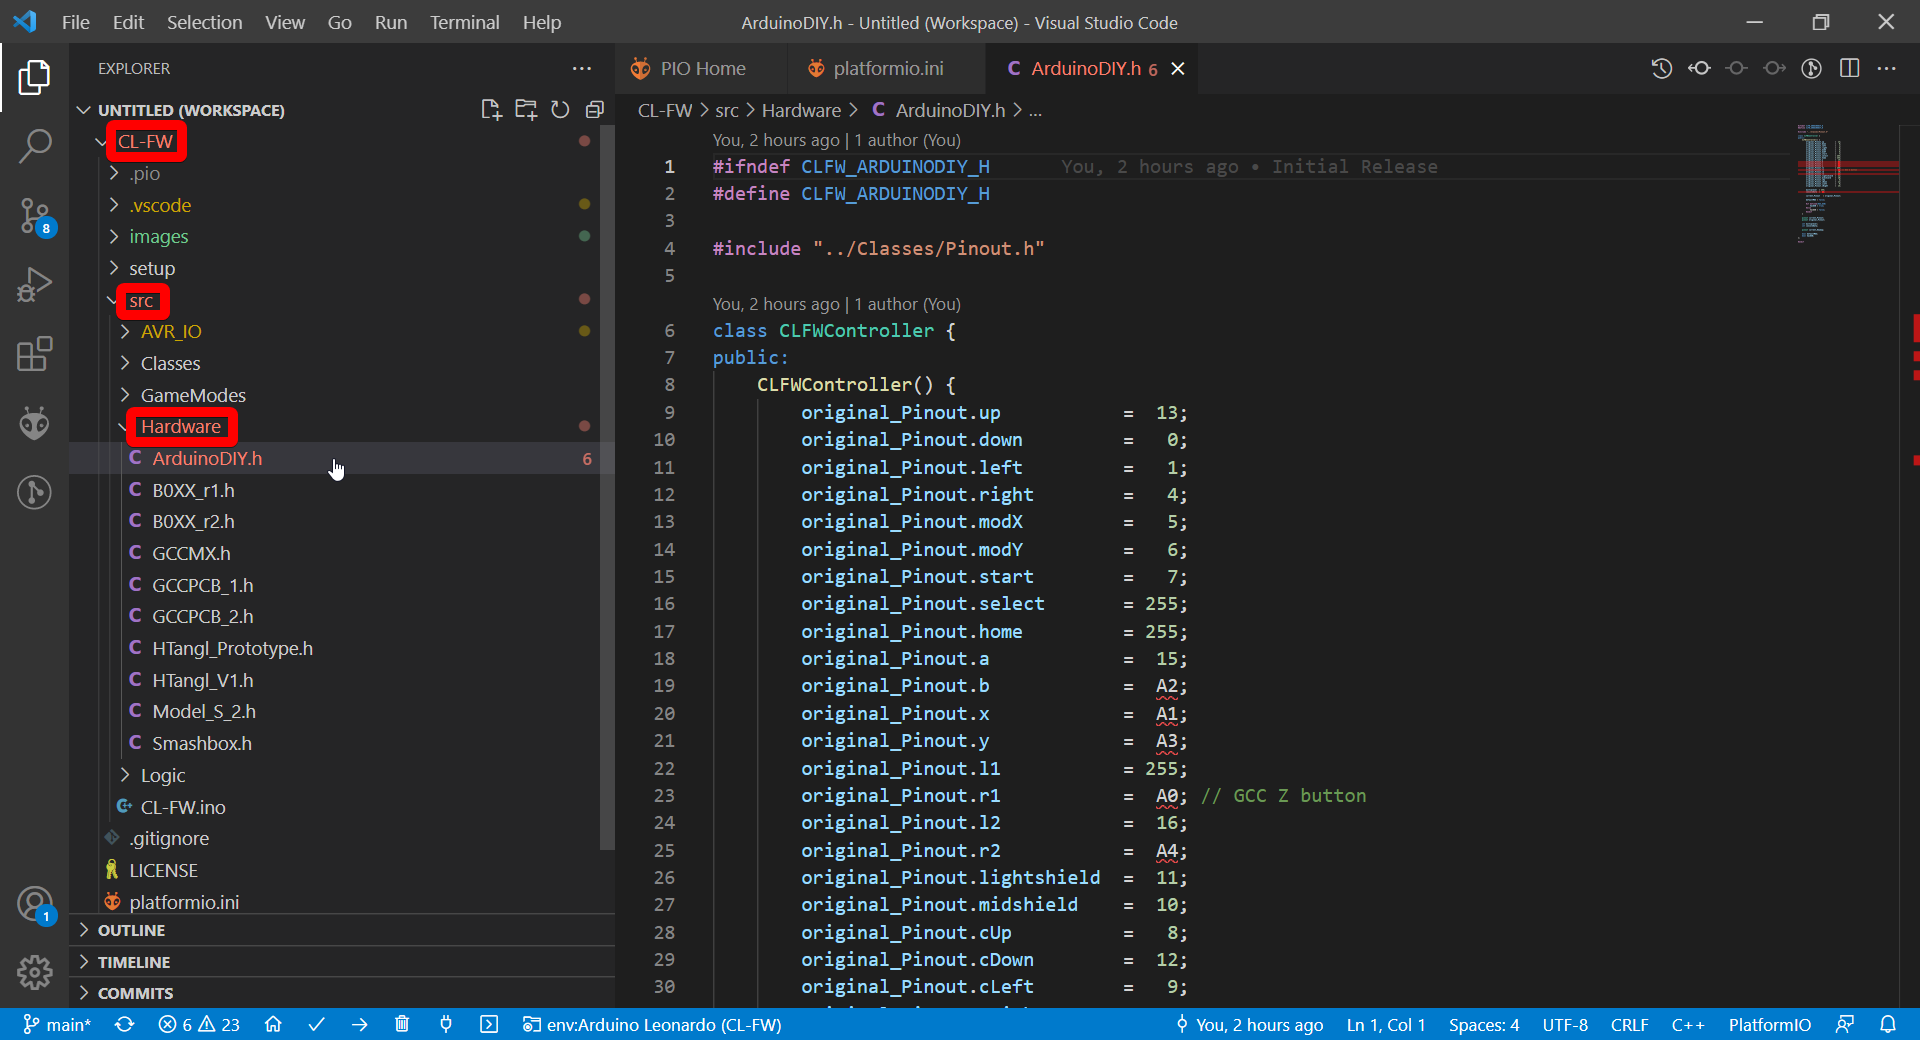 File Edit Selection View Go Run Terminal Help
ArduinoDIY.h - Untitled (Workspace) - Visual Studio Code
EXPLORER
UNTITLED (WORKSPACE)
CL-FW
.pio
.vscode
images
setup
src
AVR_IO
Classes
GameModes
Hardware
ArduinoDIY.h 6
B0XX_r1.h
B0XX_r2.h
GCCMX.h
GCCPCB_1.h
GCCPCB_2.h
HTangl_Prototype.h
HTangl_V1.h
Model_S_2.h
Smashbox.h
Logic
CL-FW.ino
.gitignore
LICENSE
platformio.ini
OUTLINE
TIMELINE
COMMITS
8
1
PIO Home platformio.ini C ArduinoDIY.h 6
CL-FW > src > Hardware > C ArduinoDIY.h > ...
You, 2 hours ago | 1 author (You)
1 #ifndef CLFW_ARDUINODIY_H You, 2 hours ago • Initial Release
2 #define CLFW_ARDUINODIY_H
3
4 #include "../Classes/Pinout.h"
5
You, 2 hours ago | 1 author (You)
6 class CLFWController {
7 public:
8 CLFWController() {
9 original_Pinout.up = 13;
10 original_Pinout.down = 0;
11 original_Pinout.left = 1;
12 original_Pinout.right = 4;
13 original_Pinout.modX = 5;
14 original_Pinout.modY = 6;
15 original_Pinout.start = 7;
16 original_Pinout.select = 255;
17 original_Pinout.home = 255;
18 original_Pinout.a = 15;
19 original_Pinout.b = A2;
20 original_Pinout.x = A1;
21 original_Pinout.y = A3;
22 original_Pinout.l1 = 255;
23 original_Pinout.r1 = A0; // GCC Z button
24 original_Pinout.l2 = 16;
25 original_Pinout.r2 = A4;
26 original_Pinout.lightshield = 11;
27 original_Pinout.midshield = 10;
28 original_Pinout.cUp = 8;
29 original_Pinout.cDown = 12;
30 original_Pinout.cLeft = 9;
main* 6 23 env:Arduino Leonardo (CL-FW) You, 2 hours ago Ln 1, Col 1 Spaces: 4 UTF-8 CRLF C++ PlatformIO